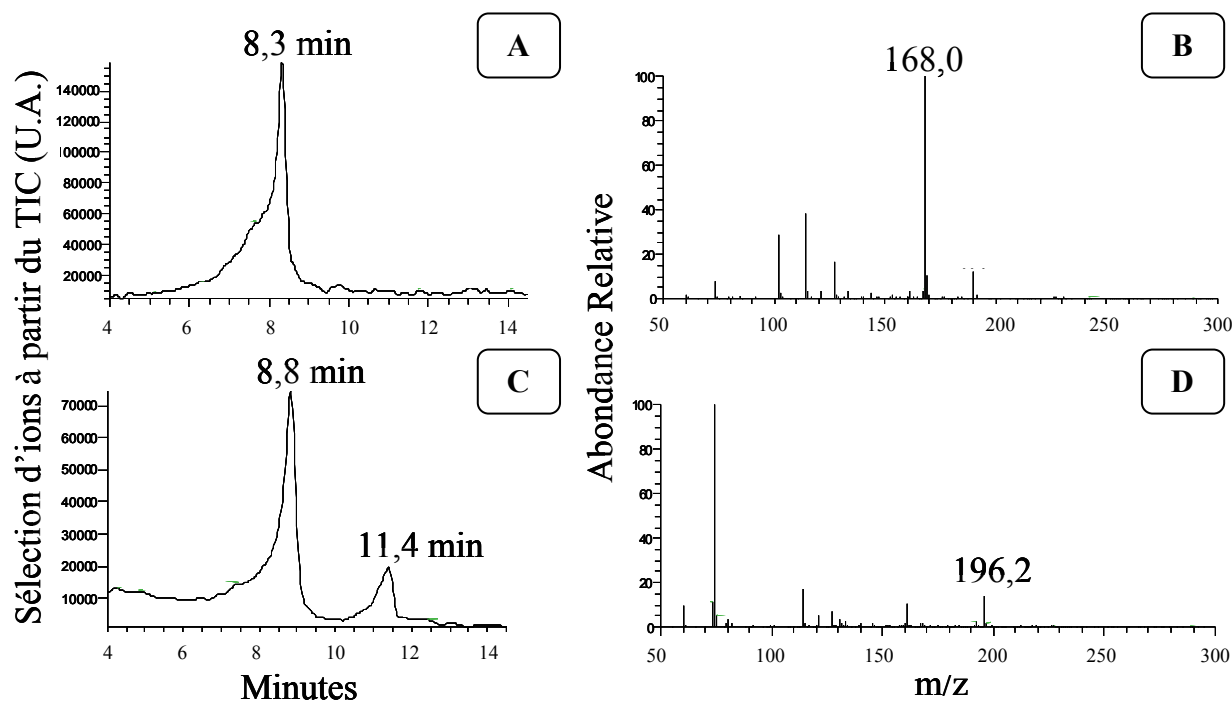 Sélection d’ions à partir du TIC (U.A.)
8,3 min
A
140000
120000
100000
80000
60000
40000
20000
4 6 8 10 12 14
Abondance Relative
168,0
B
100
80
60
40
20
0
50 100 150 200 250 300
8,8 min
11,4 min
C
70000
60000
50000
40000
30000
20000
10000
4 6 8 10 12 14
Minutes
196,2
D
100
80
60
40
20
0
50 100 150 200 250 300
m/z